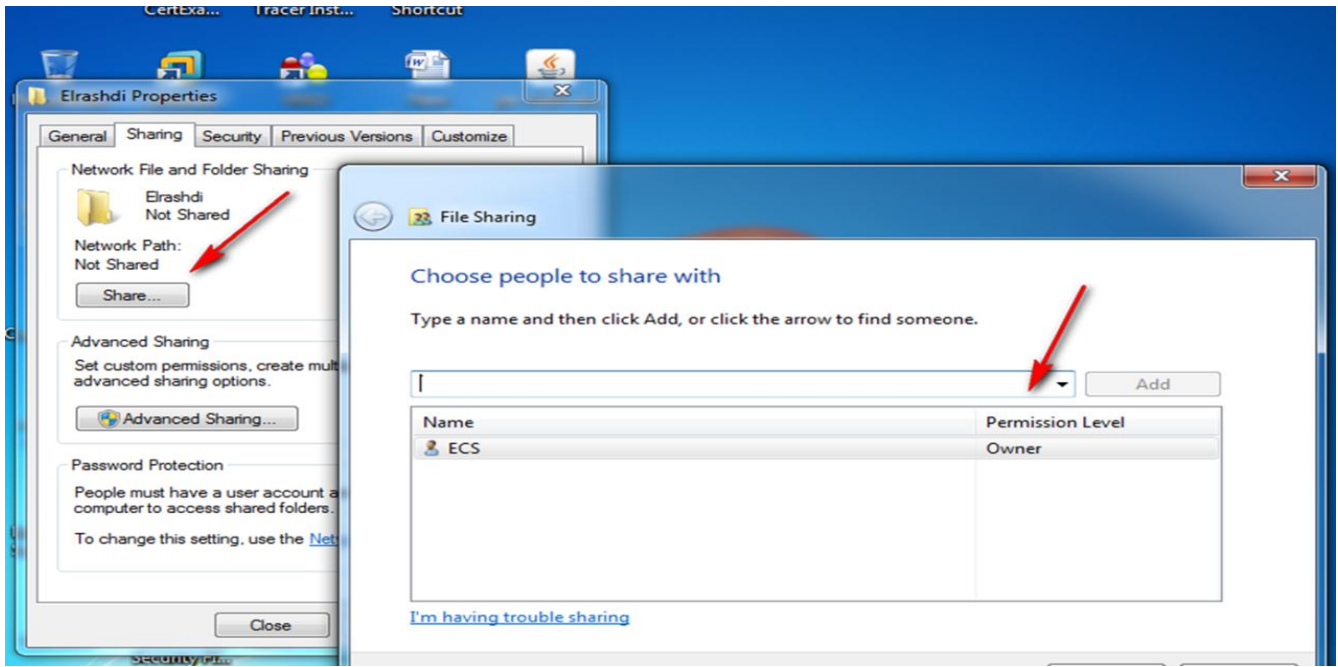 CertExa... Tracer Inst... Shortcut
Elrashdi Properties
General Sharing Security Previous Versions Customize
Network File and Folder Sharing
Elrashdi
Not Shared
Network Path:
Not Shared
Share...
Advanced Sharing
Set custom permissions, create mult
advanced sharing options.
Advanced Sharing...
Password Protection
People must have a user account a
computer to access shared folders.
To change this setting, use the Net
Close
File Sharing
Choose people to share with
Type a name and then click Add, or click the arrow to find someone.
Add
Name Permission Level
ECS Owner
I'm having trouble sharing